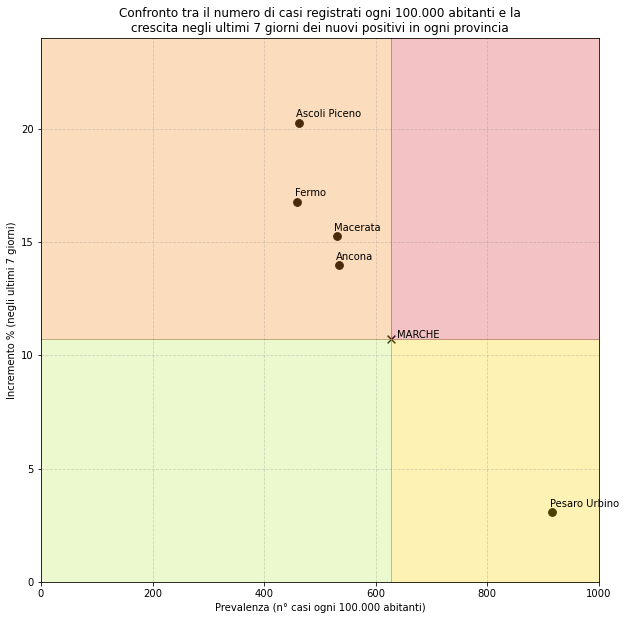 Confronto tra il numero di casi registrati ogni 100.000 abitanti e la
crescita negli ultimi 7 giorni dei nuovi positivi in ogni provincia
Incremento % (negli ultimi 7 giorni)
20
15
10
5
0
Ascoli Piceno
Fermo
Macerata
Ancona
MARCHE
Pesaro Urbino
0 200 400 600 800 1000
Prevalenza (n° casi ogni 100.000 abitanti)